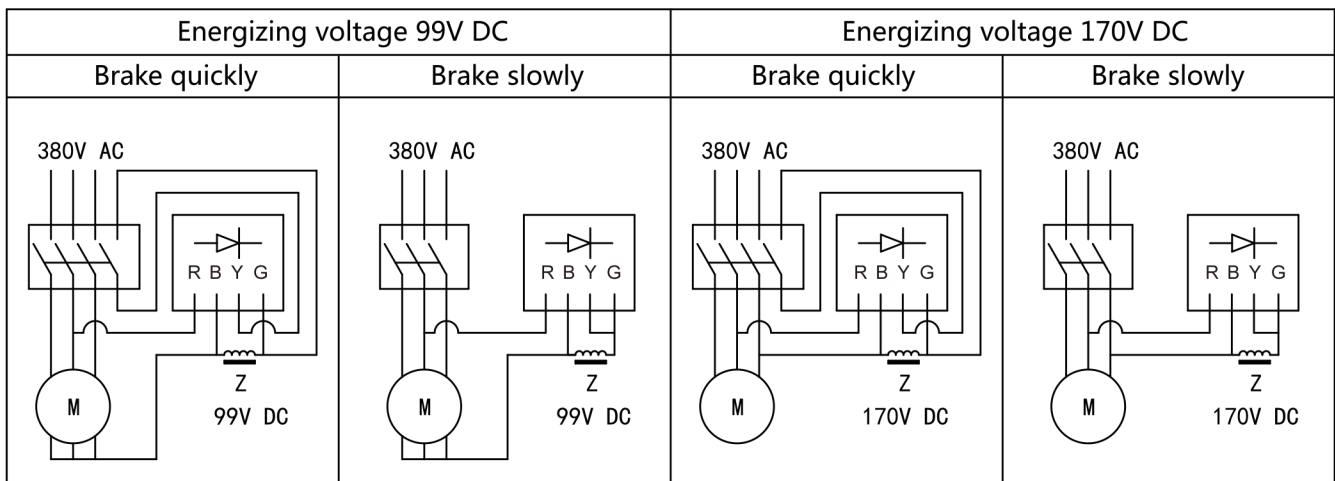 Energizing voltage 99V DC
Energizing voltage 170V DC
Brake quickly
Brake slowly
Brake quickly
Brake slowly
380V AC
380V AC
380V AC
380V AC
R B Y G
R B Y G
R B Y G
R B Y G
Z
Z
Z
Z
M
M
M
M
99V DC
99V DC
170V DC
170V DC